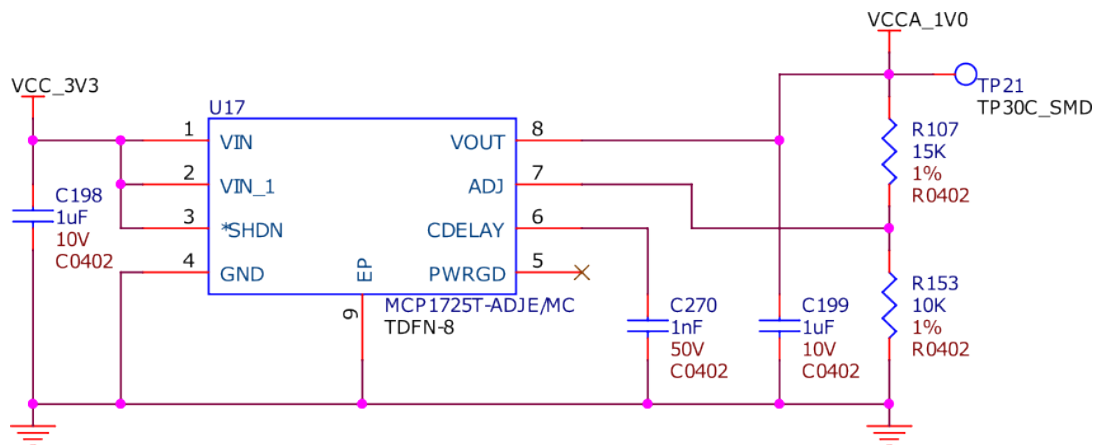 VCCA_1V0
VCC_3V3
TP21
TP30C_SMD
U17
1 VIN VOUT 8
2 VIN_1 ADJ 7
3 *SHDN CDELAY 6
4 GND EP PWRGD 5
9
MCP1725T-ADJE/MC
TDFN-8
C198
1uF
10V
C0402
R107
15K
1%
R0402
C270
1nF
50V
C0402
C199
1uF
10V
C0402
R153
10K
1%
R0402